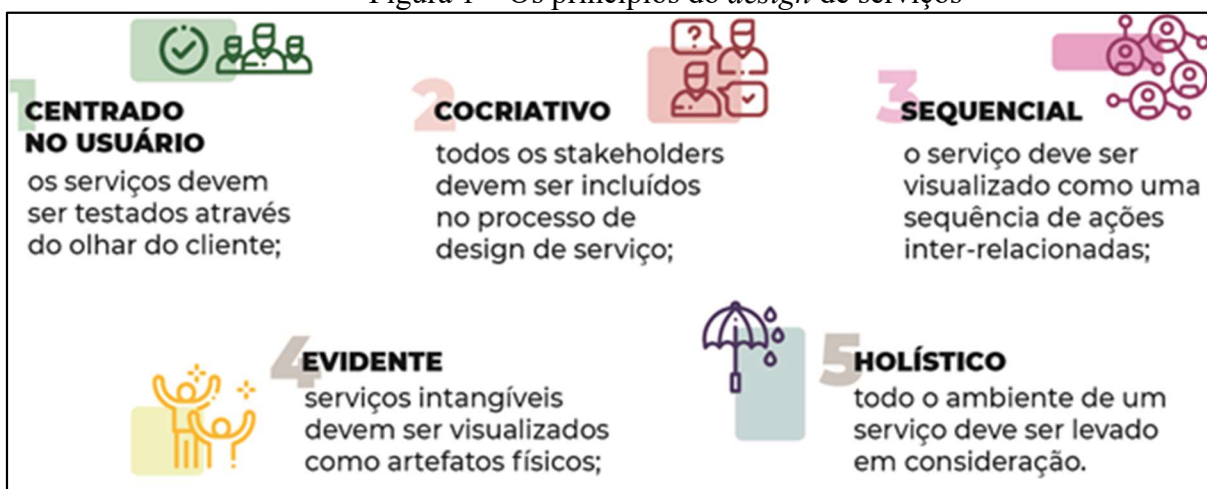 Figura 1 – Os princípios do design de serviços
1
CENTRADO
NO USUÁRIO
os serviços devem
ser testados através
do olhar do cliente;
2
COCRIATIVO
todos os stakeholders
devem ser incluídos
no processo de
design de serviço;
?
3
SEQUENCIAL
o serviço deve ser
visualizado como uma
sequência de ações
inter-relacionadas;
4
EVIDENTE
serviços intangíveis
devem ser visualizados
como artefatos físicos;
5
HOLÍSTICO
todo o ambiente de um
serviço deve ser levado
em consideração.